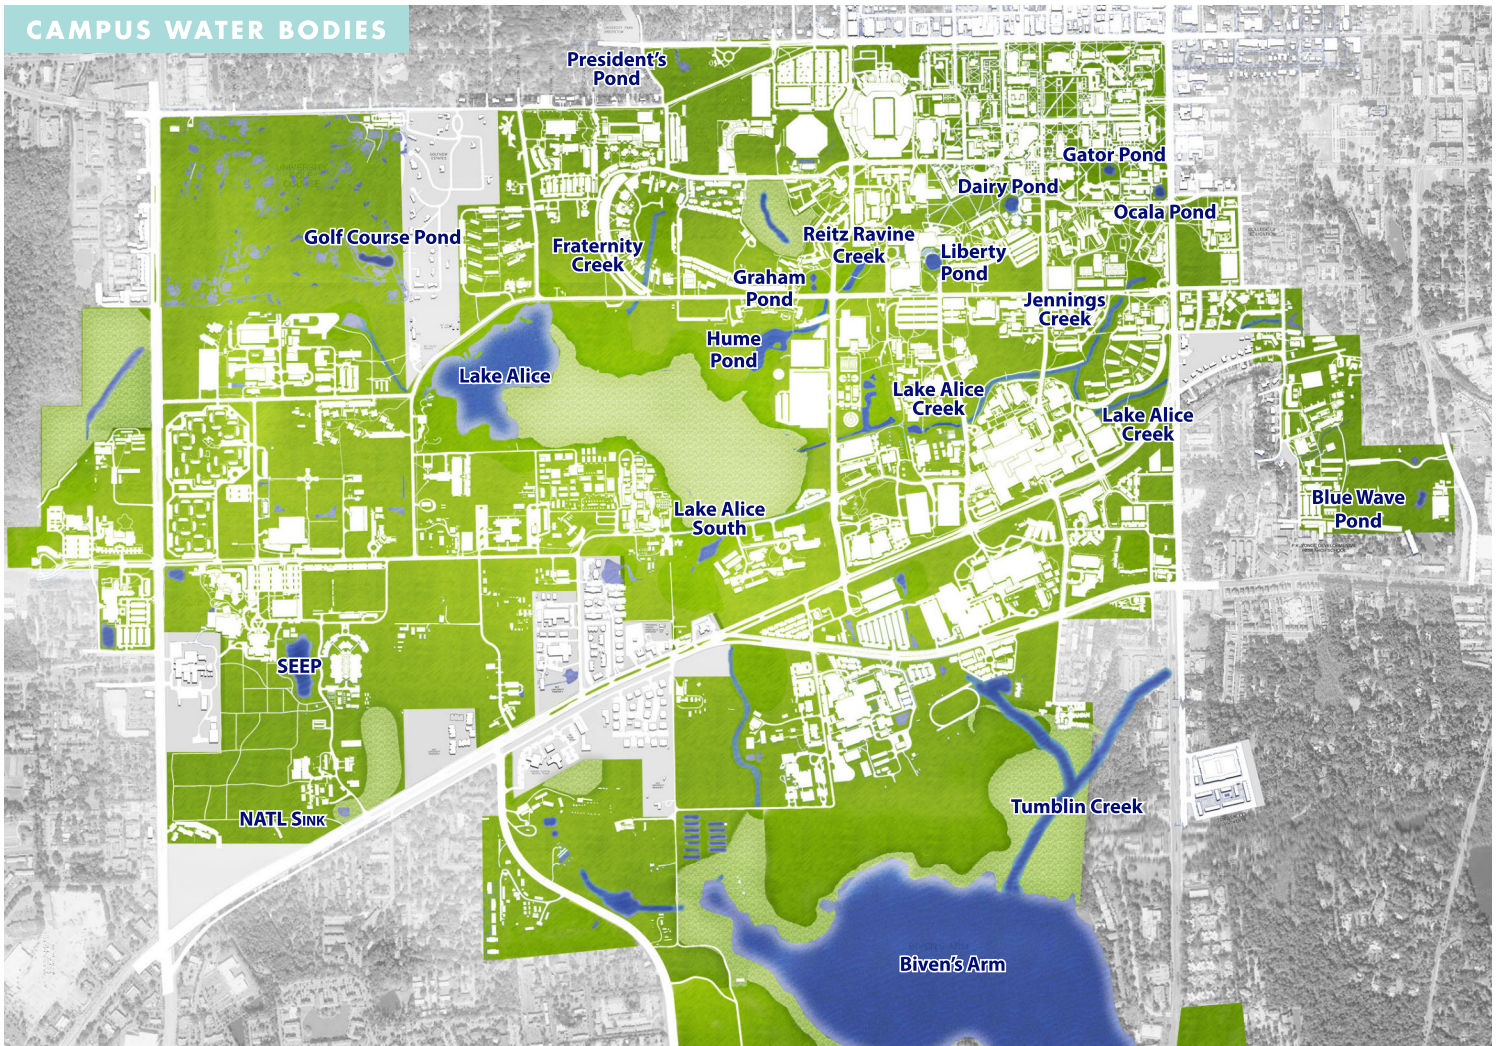 CAMPUS WATER BODIES
President's
Pond
Gator Pond
Dairy Pond
Ocala Pond
Golf Course Pond
Fraternity
Creek
Reitz Ravine
Creek
Liberty
Pond
Graham
Pond
Jennings
Creek
Hume
Pond
Lake Alice
Lake Alice
Creek
Lake Alice
Creek
Blue Wave
Pond
Lake Alice
South
SEEP
NATL SINK
Tumblin Creek
Biven's Arm